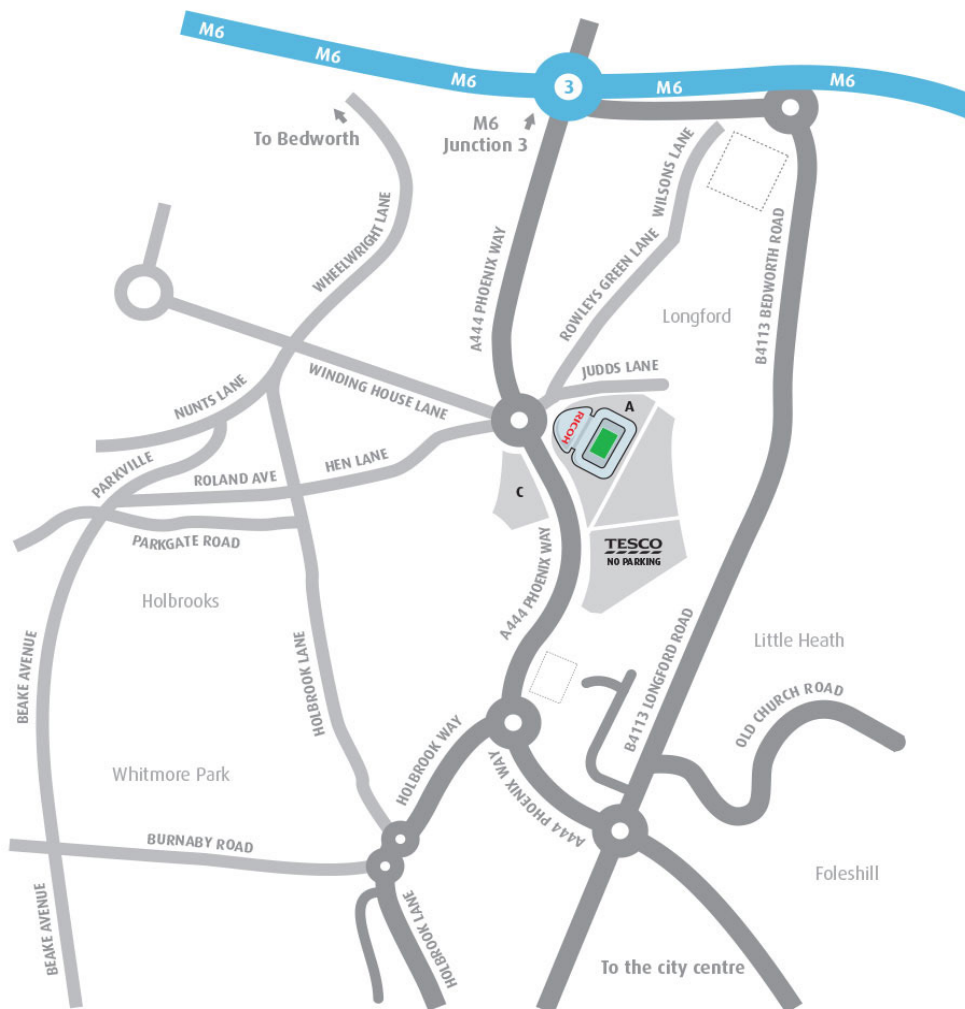 M6
M6
M6
3
M6
M6
To Bedworth
M6
Junction 3
WILSONS LANE
WHEELWRIGHT LANE
A444 PHOENIX WAY
ROWLEYS GREEN LANE
B4113 BEDWORTH ROAD
Longford
JUDDS LANE
WINDING HOUSE LANE
NUNTS LANE
A
RICOH
HEN LANE
PARKVILLE
ROLAND AVE
C
PARKGATE ROAD
TESCO
NO PARKING
A444 PHOENIX WAY
Holbrooks
BEAKE AVENUE
HOLBROOK LANE
Little Heath
B4113 LONGFORD ROAD
OLD CHURCH ROAD
HOLBROOK WAY
Whitmore Park
A444 PHOENIX WAY
BURNABY ROAD
Foleshill
BEAKE AVENUE
HOLBROOK LANE
To the city centre